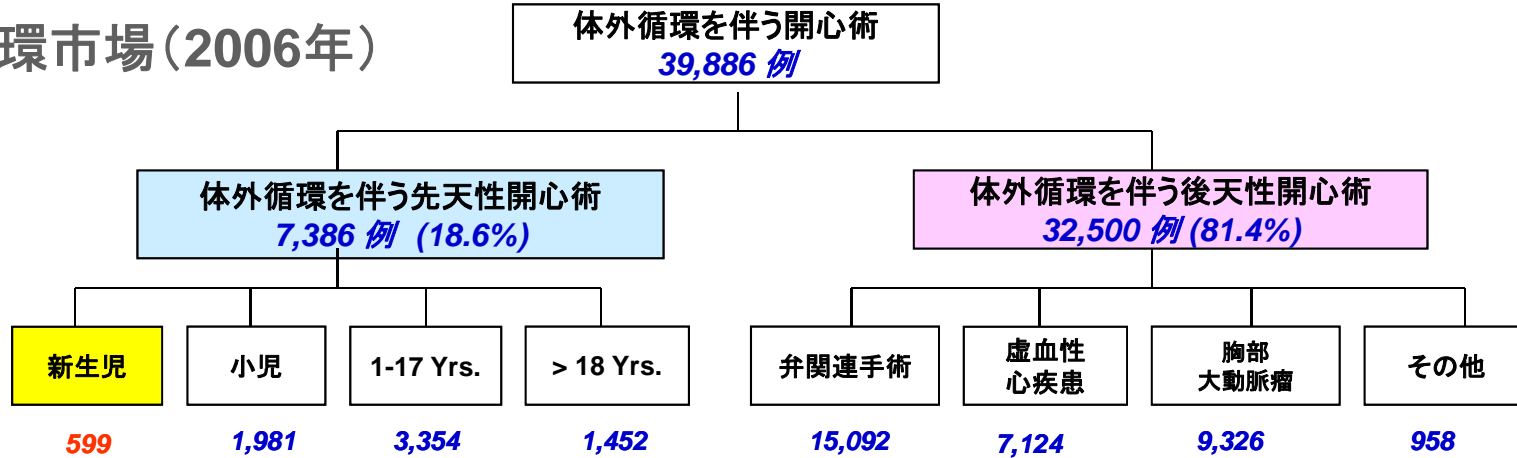 環市場（2006年）
体外循環を伴う開心術
39,886 例
体外循環を伴う先天性開心術
7,386 例 (18.6%)
体外循環を伴う後天性開心術
32,500 例 (81.4%)
新生児
小児
1-17 Yrs.
> 18 Yrs.
弁関連手術
虚血性
心疾患
胸部
大動脈瘤
その他
599
1,981
3,354
1,452
15,092
7,124
9,326
958